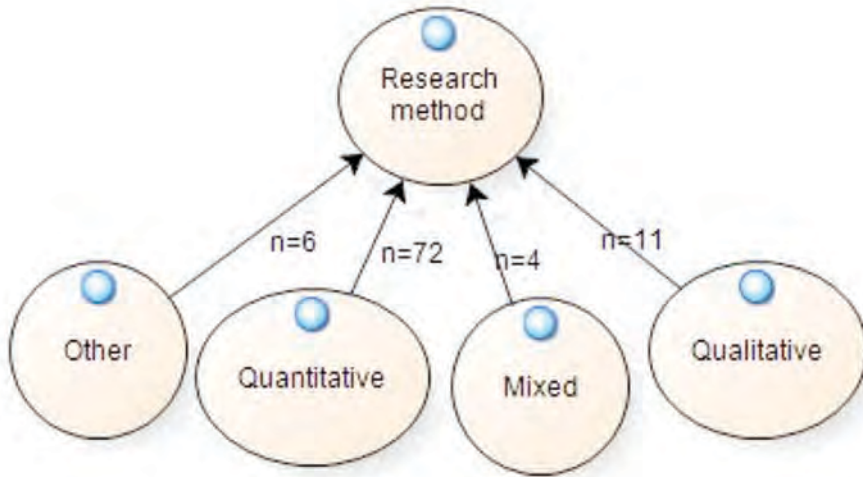 Research
method
n=6
n=72
n=4
n=11
Other
Quantitative
Mixed
Qualitative